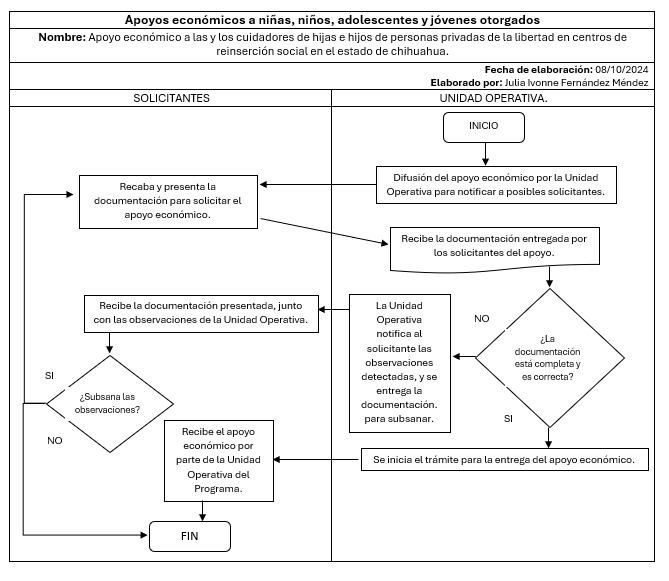 Apoyos económicos a niñas, niños, adolescentes y jóvenes otorgados
Nombre: Apoyo económico a las y los cuidadores de hijas e hijos de personas privadas de la libertad en centros de
reinserción social en el estado de chihuahua.
Fecha de elaboración: 08/10/2024
Elaborado por: Julia Ivonne Fernández Méndez
SOLICITANTES
UNIDAD OPERATIVA.
INICIO
Difusión del apoyo económico por la Unidad
Operativa para notificar a posibles solicitantes.
Recaba y presenta la
documentación para solicitar el
apoyo económico.
Recibe la documentación entregada por
los solicitantes del apoyo.
NO
¿La
documentación
está completa y
es correcta?
SI
La Unidad
Operativa
notifica al
solicitante las
observaciones
detectadas, y se
entrega la
documentación.
para subsanar.
Recibe la documentación presentada, junto
con las observaciones de la Unidad Operativa.
SI
¿Subsana las
observaciones?
NO
Se inicia el trámite para la entrega del apoyo económico.
Recibe el apoyo
económico por
parte de la Unidad
Operativa del
Programa.
FIN